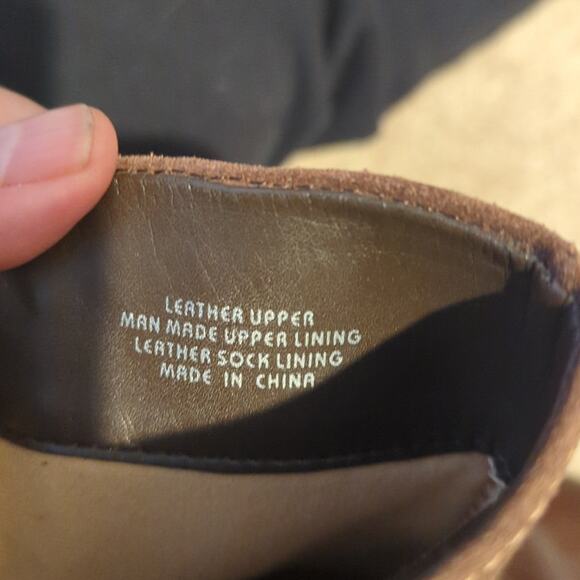 LEATHER UPPER
MAN MADE UPPER LINING
LEATHER SOCK LINING
MADE IN CHINA